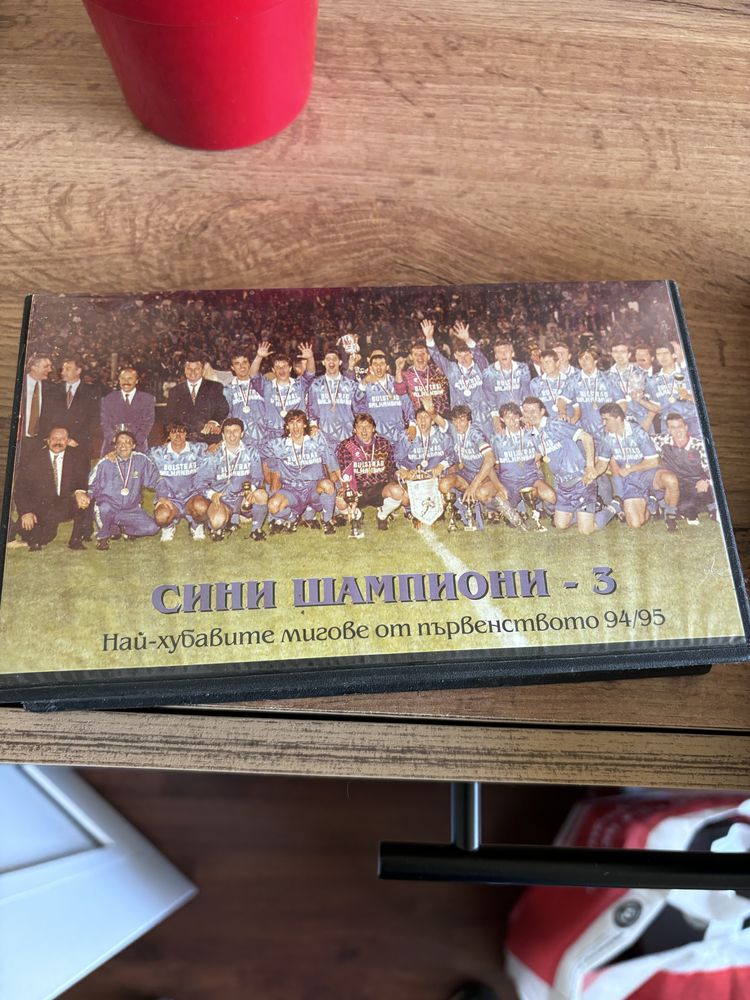 СИНИ ШАМПИОНИ - 3
Най-хубавите мигове от първенството 94/95